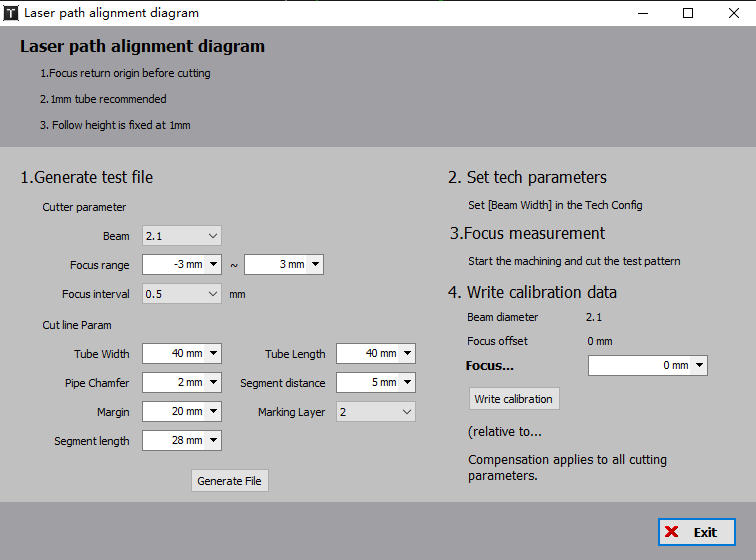 Laser path alignment diagram
Laser path alignment diagram
1.Focus return origin before cutting
2.1mm tube recommended
3. Follow height is fixed at 1mm
1.Generate test file
Cutter parameter
Beam 2.1
Focus range -3 mm ~ 3 mm
Focus interval 0.5 mm
Cut line Param
Tube Width 40 mm Tube Length 40 mm
Pipe Chamfer 2 mm Segment distance 5 mm
Margin 20 mm Marking Layer 2
Segment length 28 mm
Generate File
2. Set tech parameters
Set [Beam Width] in the Tech Config
3.Focus measurement
Start the machining and cut the test pattern
4. Write calibration data
Beam diameter 2.1
Focus offset 0 mm
Focus... 0 mm
Write calibration
(relative to...
Compensation applies to all cutting
parameters.
Exit